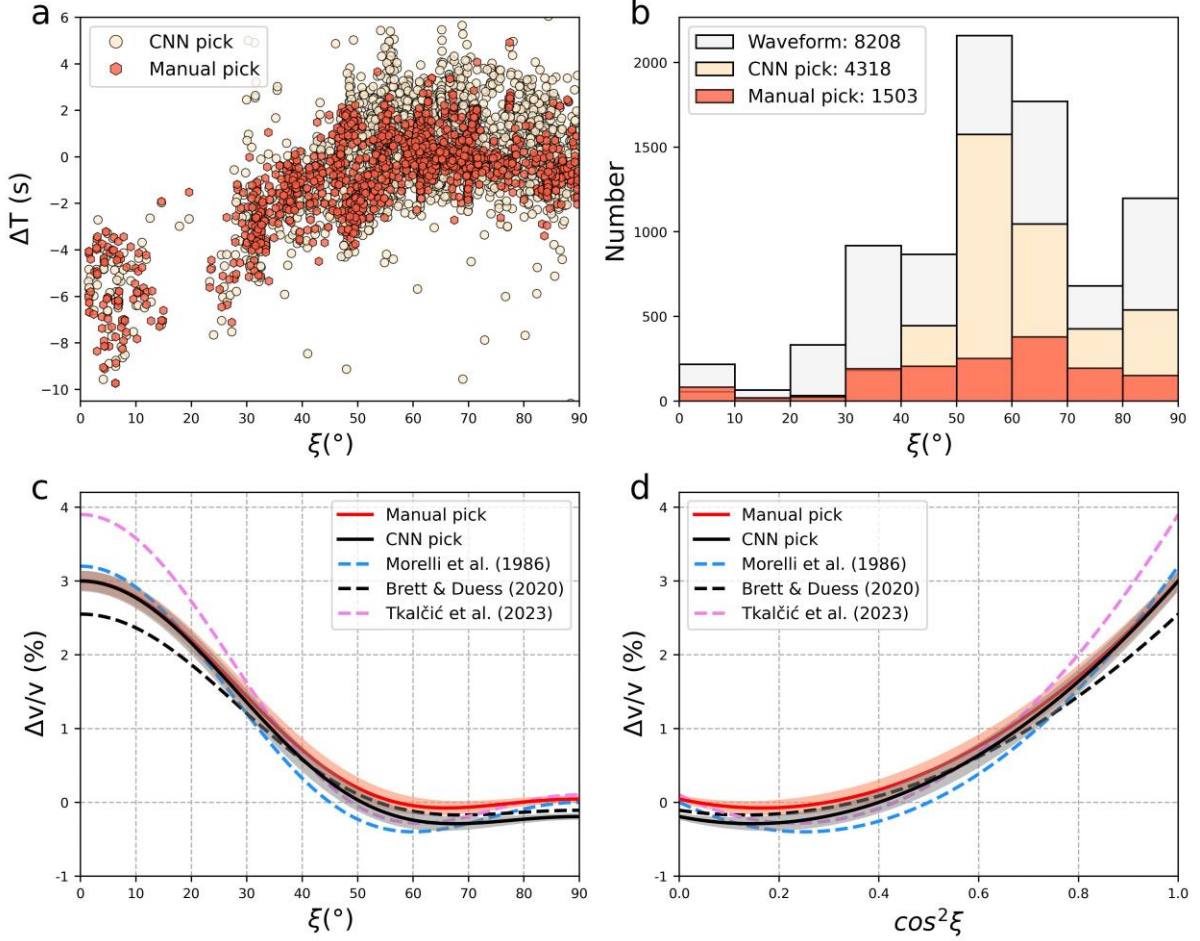 a
6
4
2
0
−2
−4
−6
−8
−10
ΔT (s)
CNN pick
Manual pick
0 10 20 30 40 50 60 70 80 90
ξ(°)
b
2000
1500
1000
500
0
Number
Waveform: 8208
CNN pick: 4318
Manual pick: 1503
0 10 20 30 40 50 60 70 80 90
ξ(°)
c
4
3
2
1
0
-1
Δv/v (%)
Manual pick
CNN pick
Morelli et al. (1986)
Brett & Duess (2020)
Tkalčić et al. (2023)
0 10 20 30 40 50 60 70 80 90
ξ(°)
d
4
3
2
1
0
-1
Δv/v (%)
Manual pick
CNN pick
Morelli et al. (1986)
Brett & Duess (2020)
Tkalčić et al. (2023)
0.0 0.2 0.4 0.6 0.8 1.0
cos²ξ